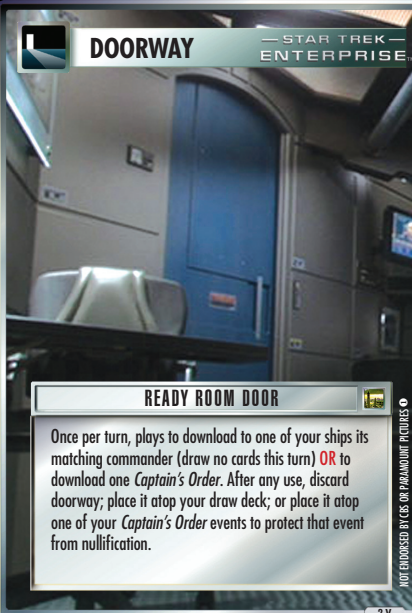 DOORWAY
STAR TREK
ENTERPRISE
READY ROOM DOOR
Once per turn, plays to download to one of your ships its
matching commander (draw no cards this turn) OR to
download one Captain's Order. After any use, discard
doorway; place it atop your draw deck; or place it atop
one of your Captain's Order events to protect that event
from nullification.
NOT ENDORSED BY CBS OR PARAMOUNT PICTURES
2 V